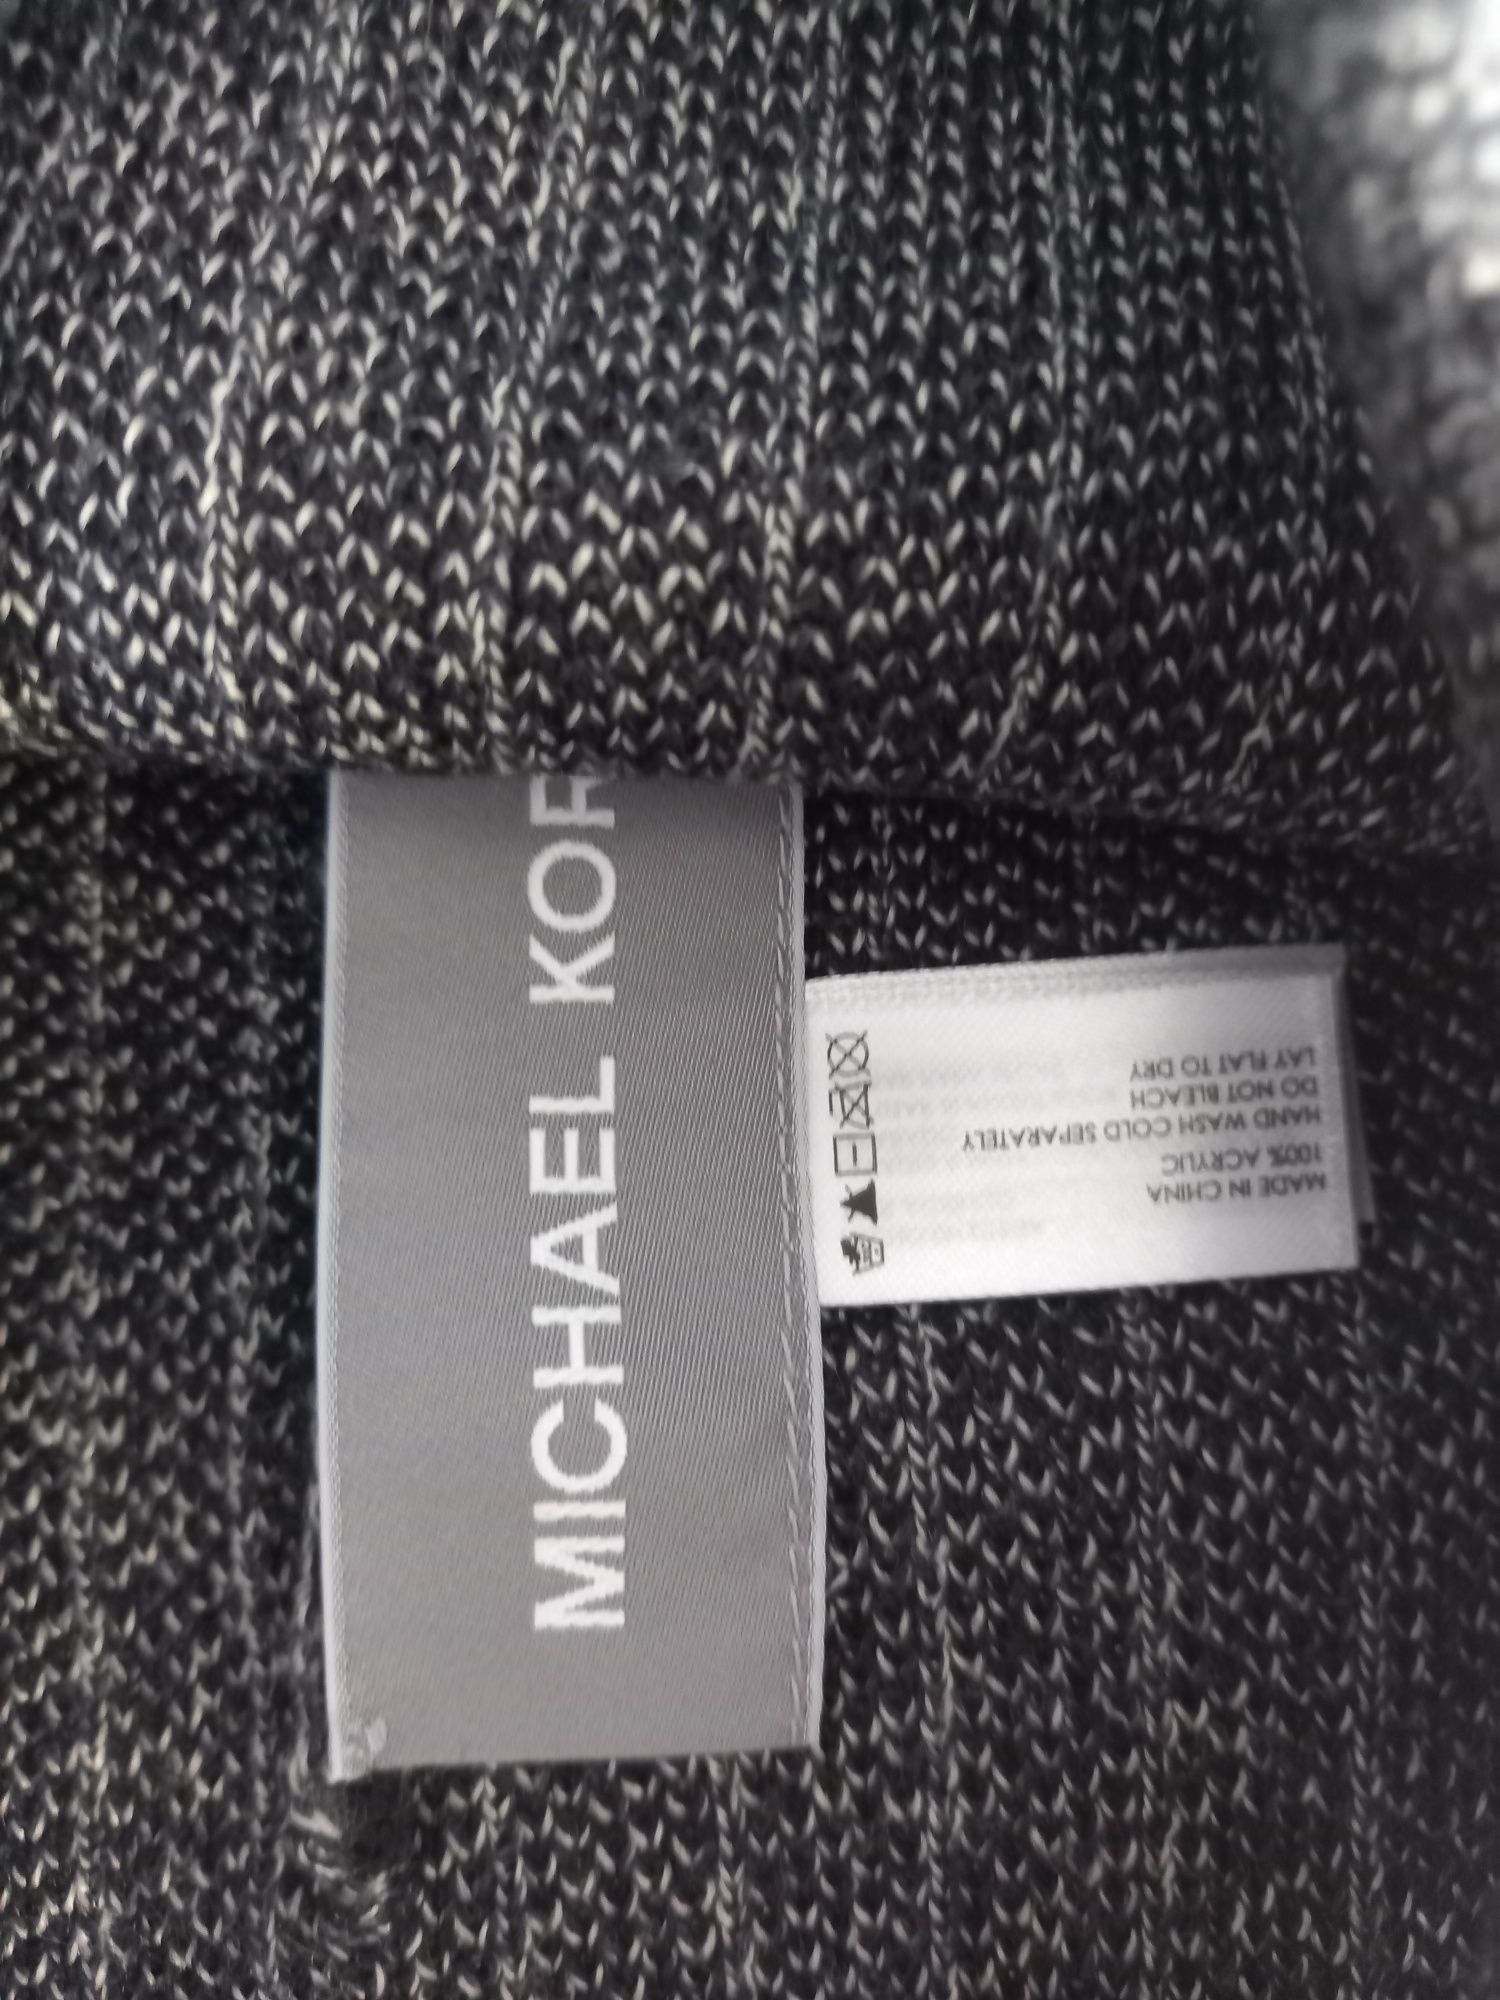 MICHAEL KOR
MADE IN CHINA
100% ACRYLIC
HAND WASH COLD SEPARATELY
DO NOT BLEACH
LAY FLAT TO DRY